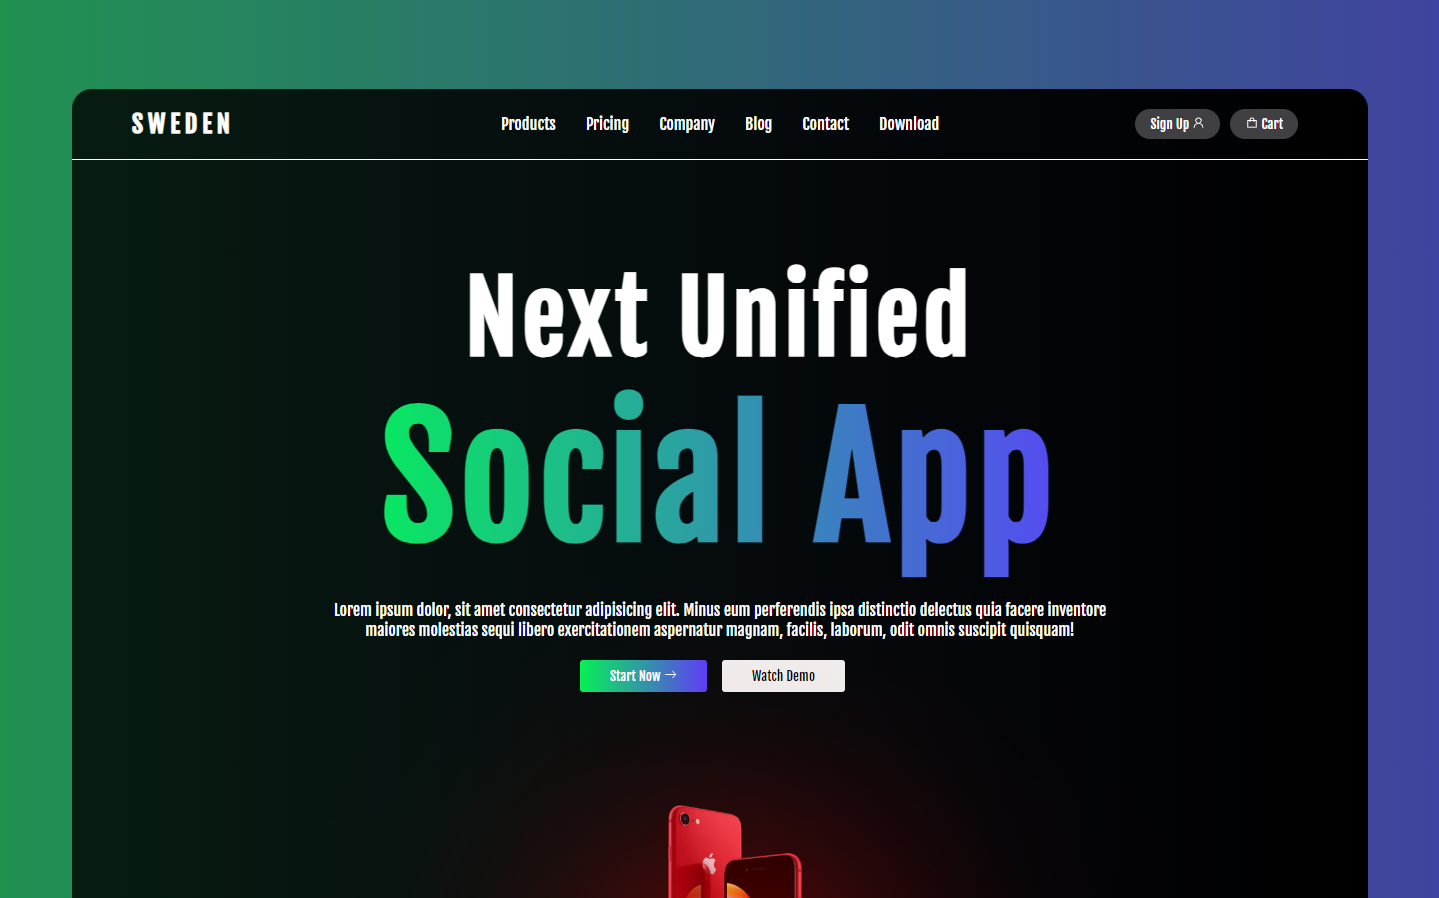 SWEDEN
Products Pricing Company Blog Contact Download
Sign Up Cart
Next Unified
Social App
Lorem ipsum dolor, sit amet consectetur adipisicing elit. Minus eum perferendis ipsa distinctio delectus quia facere inventore
maiores molestias sequi libero exercitationem aspernatur magnam, facilis, laborum, odit omnis suscipit quisquam!
Start Now Watch Demo